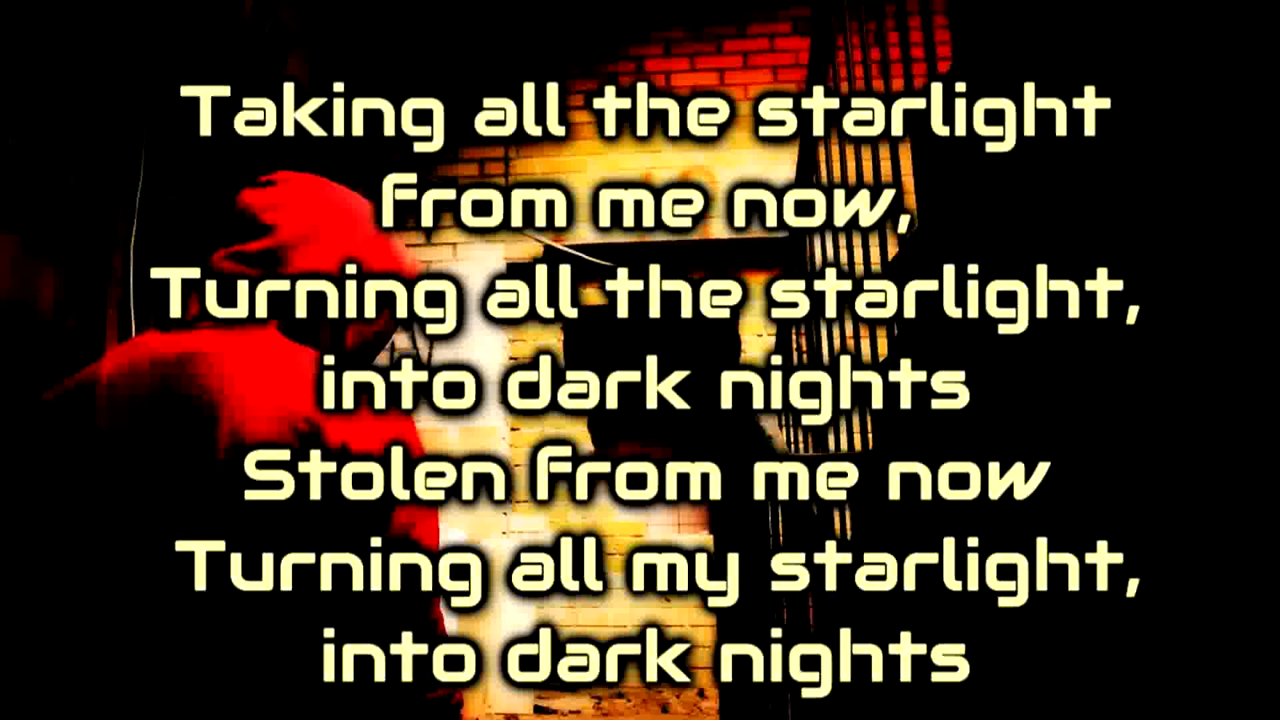 Taking all the starlight
from me now,
Turning all the starlight,
into dark nights
Stolen from me now
Turning all my starlight,
into dark nights